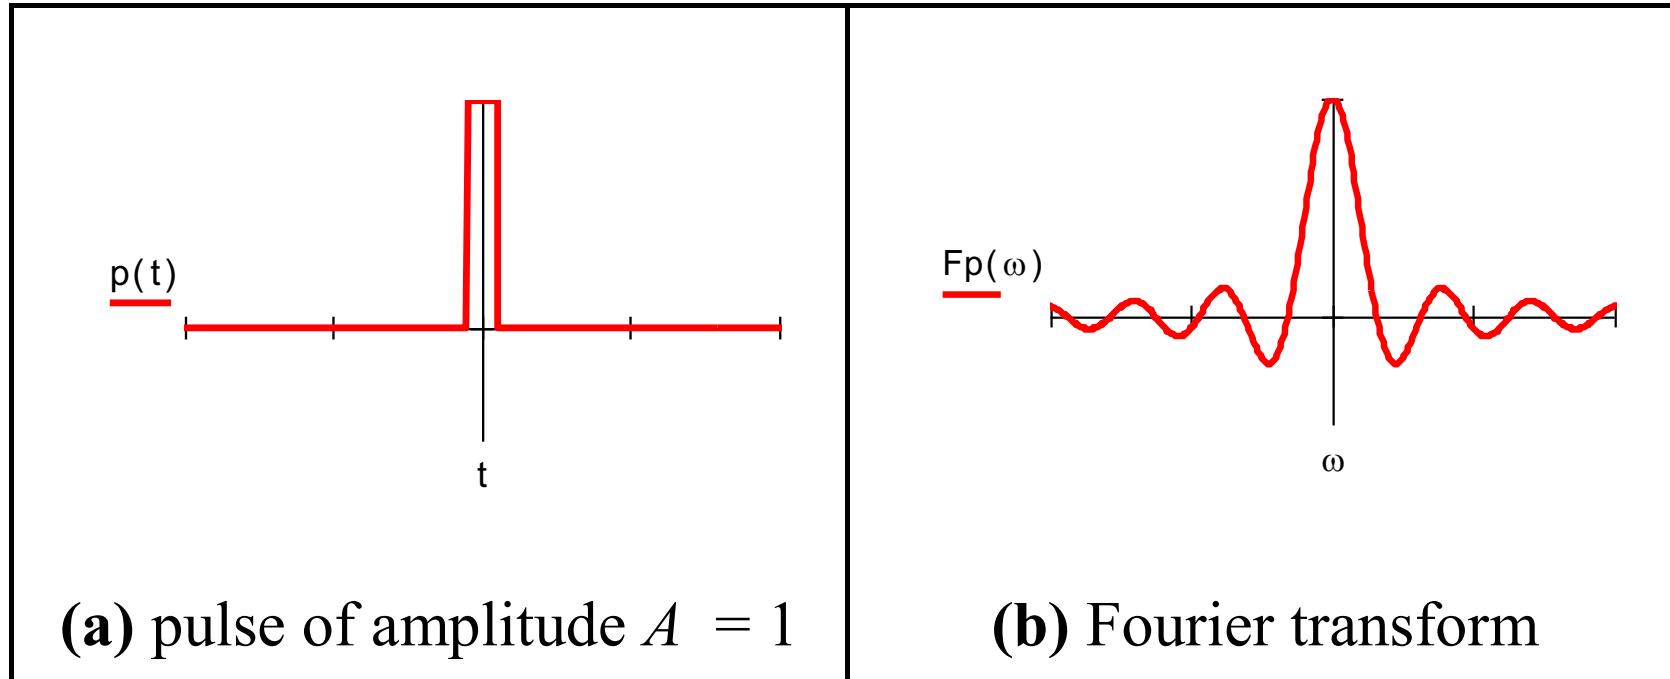 p(t)
t
(a) pulse of amplitude A = 1
Fp(ω)
ω
(b) Fourier transform